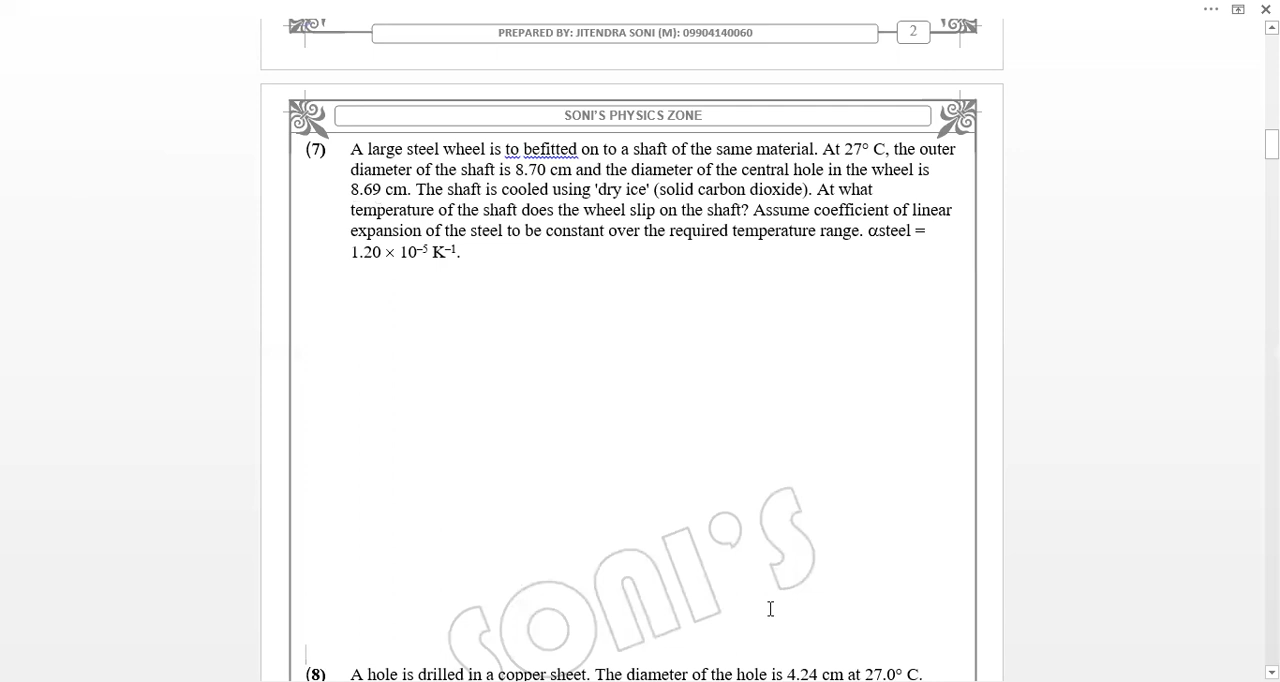 PREPARED BY: JITENDRA SONI (M): 09904140060
2
SONI'S PHYSICS ZONE
(7) A large steel wheel is to befitted on to a shaft of the same material. At 27° C, the outer
diameter of the shaft is 8.70 cm and the diameter of the central hole in the wheel is
8.69 cm. The shaft is cooled using 'dry ice' (solid carbon dioxide). At what
temperature of the shaft does the wheel slip on the shaft? Assume coefficient of linear
expansion of the steel to be constant over the required temperature range. αsteel =
1.20 × 10⁻⁵ K⁻¹.
SONI'S
(8) A hole is drilled in a copper sheet. The diameter of the hole is 4.24 cm at 27.0° C.